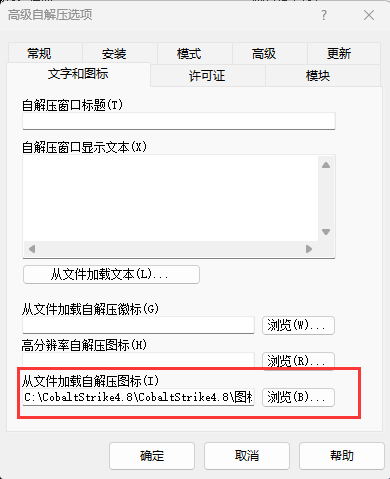 高级自解压选项
?
常规 安装 模式 高级 更新
文字和图标 许可证 模块
自解压窗口标题(T)
自解压窗口显示文本(X)
从文件加载文本(L)...
从文件加载自解压徽标(G)
浏览(W)...
高分辨率自解压图标(H)
浏览(R)...
从文件加载自解压图标(I)
C:\CobaltStrike4.8\CobaltStrike4.8\图 浏览(B)...
确定 取消 帮助